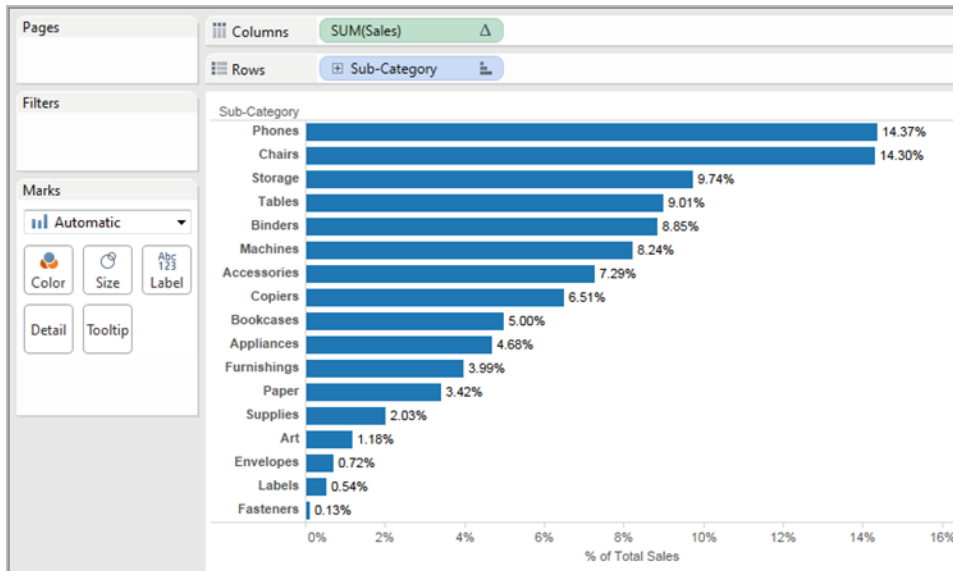 Pages
Columns
SUM(Sales) Δ
Rows
Sub-Category
Filters
Marks
Automatic
Color
Size
Abc
123
Label
Detail
Tooltip
Sub-Category
Phones 14.37%
Chairs 14.30%
Storage 9.74%
Tables 9.01%
Binders 8.85%
Machines 8.24%
Accessories 7.29%
Copiers 6.51%
Bookcases 5.00%
Appliances 4.68%
Furnishings 3.99%
Paper 3.42%
Supplies 2.03%
Art 1.18%
Envelopes 0.72%
Labels 0.54%
Fasteners 0.13%
0% 2% 4% 6% 8% 10% 12% 14% 16%
% of Total Sales